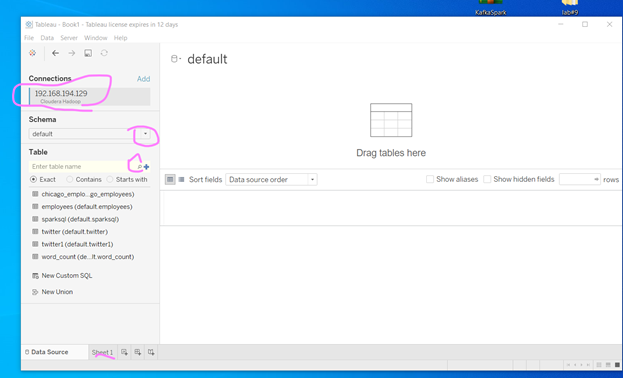 KafkaSpark
lab#9
Tableau - Book1 - Tableau license expires in 12 days
File Data Server Window Help
Connections Add
192.168.194.129
Cloudera Hadoop
Schema
default
Table
Enter table name
Exact Contains Starts with
chicago_emplo...go_employees)
employees (default.employees)
sparksql (default.sparksql)
twitter (default.twitter)
twitter1 (default.twitter1)
word_count (de...lt.word_count)
New Custom SQL
New Union
default
Drag tables here
Sort fields Data source order Show aliases Show hidden fields rows
Data Source Sheet 1